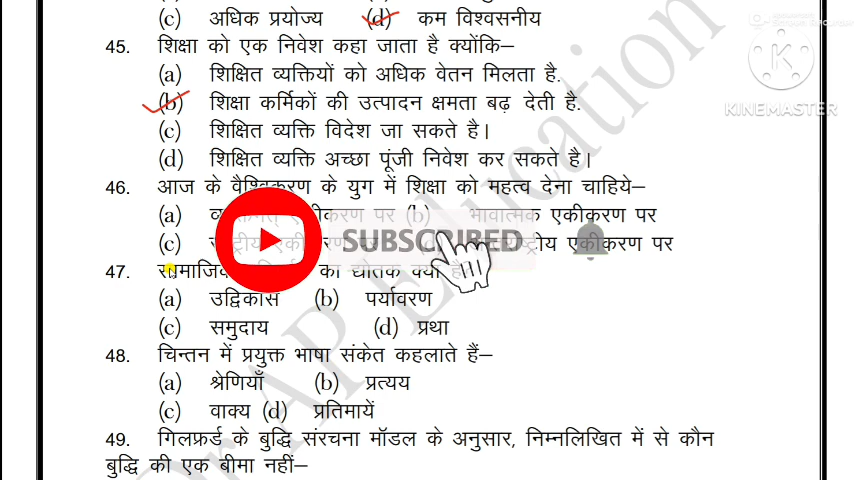 (c) अधिक प्रयोज्य (d) कम विश्वसनीय
45. शिक्षा को एक निवेश कहा जाता है क्योंकि–
(a) शिक्षित व्यक्तियों को अधिक वेतन मिलता है.
(b) शिक्षा कर्मिकों की उत्पादन क्षमता बढ़ देती है.
(c) शिक्षित व्यक्ति विदेश जा सकते है।
(d) शिक्षित व्यक्ति अच्छा पूंजी निवेश कर सकते है।
46. आज के वैश्विकरण के युग में शिक्षा को महत्व देना चाहिये–
(a) एकीकरण पर (b) भावात्मक एकीकरण पर
(c) एकीकरण पर
SUBSCRIBED
47. का द्योतक क्या है
(a) उद्विकास (b) पर्यावरण
(c) समुदाय (d) प्रथा
48. चिन्तन में प्रयुक्त भाषा संकेत कहलाते हैं–
(a) श्रेणियाँ (b) प्रत्यय
(c) वाक्य (d) प्रतिमायें
49. गिलफ्रर्ड के बुद्धि संरचना मॉडल के अनुसार, निम्नलिखित में से कौन
बुद्धि की एक बीमा नहीं–
Dr AP Education
KINEMASTER